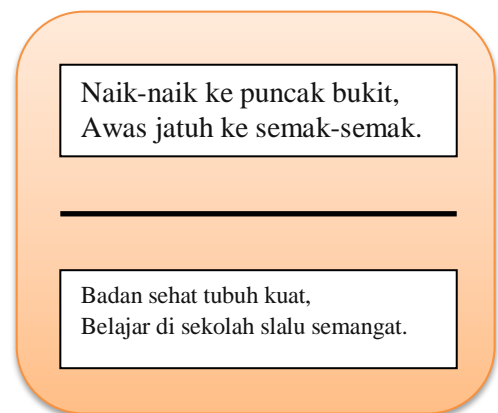 Naik-naik ke puncak bukit,
Awas jatuh ke semak-semak.
Badan sehat tubuh kuat,
Belajar di sekolah slalu semangat.